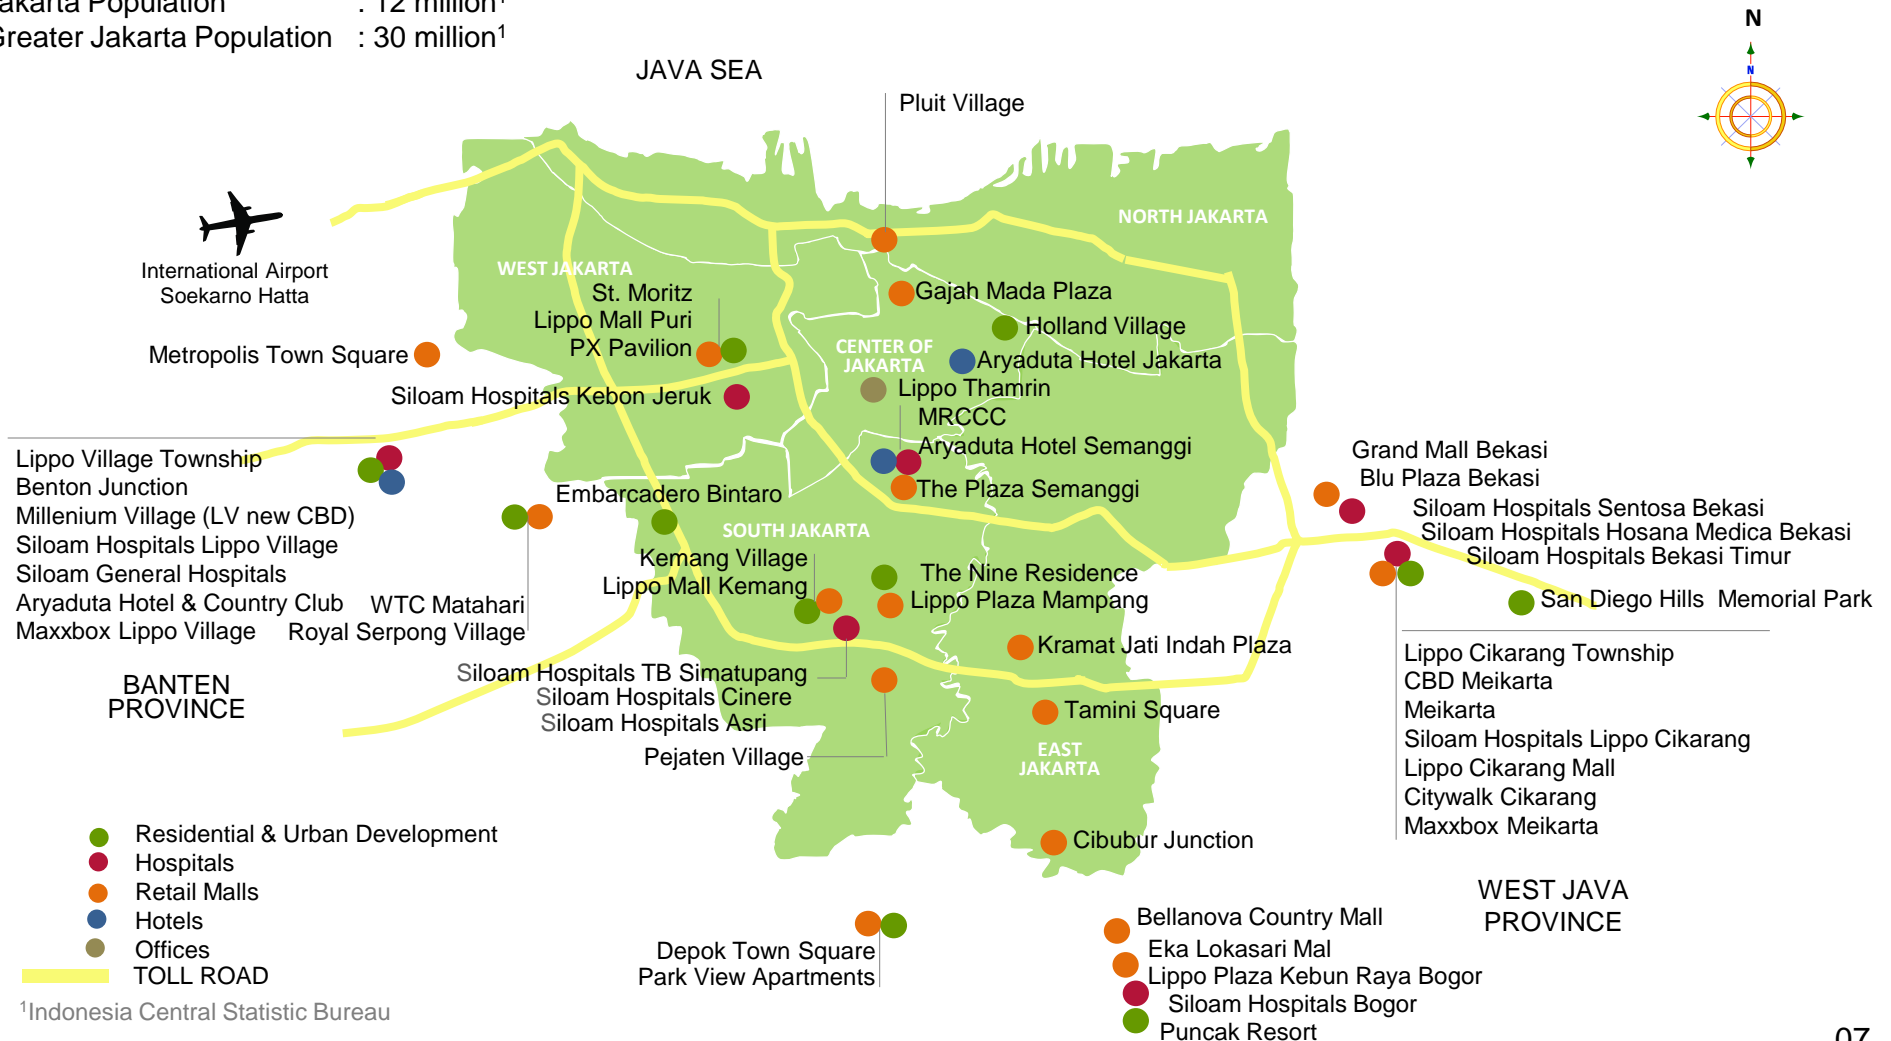 Jakarta Population : 12 million¹
Greater Jakarta Population : 30 million¹
N
N
JAVA SEA
Pluit Village
NORTH JAKARTA
WEST JAKARTA
International Airport
Soekarno Hatta
St. Moritz
Lippo Mall Puri
PX Pavilion
Gajah Mada Plaza
Holland Village
CENTER OF
JAKARTA
Aryaduta Hotel Jakarta
Metropolis Town Square
Siloam Hospitals Kebon Jeruk
Lippo Thamrin
MRCCC
Aryaduta Hotel Semanggi
The Plaza Semanggi
Lippo Village Township
Benton Junction
Millenium Village (LV new CBD)
Siloam Hospitals Lippo Village
Siloam General Hospitals
Aryaduta Hotel & Country Club
Maxxbox Lippo Village
WTC Matahari
Royal Serpong Village
Embarcadero Bintaro
SOUTH JAKARTA
Kemang Village
Lippo Mall Kemang
The Nine Residence
Lippo Plaza Mampang
Kramat Jati Indah Plaza
Grand Mall Bekasi
Blu Plaza Bekasi
Siloam Hospitals Sentosa Bekasi
Siloam Hospitals Hosana Medica Bekasi
Siloam Hospitals Bekasi Timur
San Diego Hills Memorial Park
Lippo Cikarang Township
CBD Meikarta
Meikarta
Siloam Hospitals Lippo Cikarang
Lippo Cikarang Mall
Citywalk Cikarang
Maxxbox Meikarta
BANTEN
PROVINCE
Siloam Hospitals TB Simatupang
Siloam Hospitals Cinere
Siloam Hospitals Asri
Pejaten Village
Tamini Square
EAST
JAKARTA
Cibubur Junction
WEST JAVA
PROVINCE
Residential & Urban Development
Hospitals
Retail Malls
Hotels
Offices
TOLL ROAD
¹Indonesia Central Statistic Bureau
Depok Town Square
Park View Apartments
Bellanova Country Mall
Eka Lokasari Mal
Lippo Plaza Kebun Raya Bogor
Siloam Hospitals Bogor
Puncak Resort
07